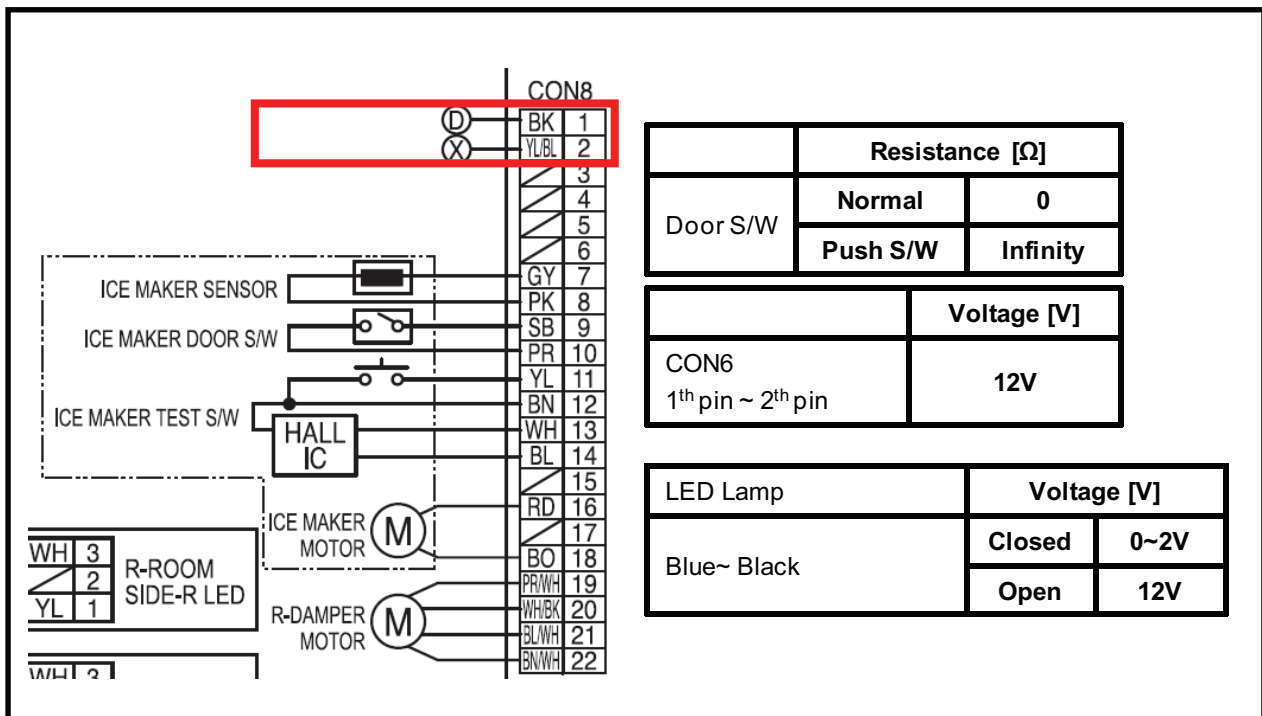 CON8
D BK 1
X YL/BL 2
3
4
5
6
ICE MAKER SENSOR GY 7
PK 8
ICE MAKER DOOR S/W SB 9
PR 10
YL 11
ICE MAKER TEST S/W BN 12
HALL IC WH 13
BL 14
15
ICE MAKER MOTOR M RD 16
17
BO 18
R-DAMPER MOTOR M PR/WH 19
WH/BK 20
BL/WH 21
BN/WH 22
WH 3
2
YL 1
R-ROOM
SIDE-R LED
WH 3
Resistance [Ω]
Door S/W Normal 0
Push S/W Infinity
Voltage [V]
CON6
1th pin ~ 2th pin 12V
LED Lamp Voltage [V]
Blue~ Black Closed 0~2V
Open 12V